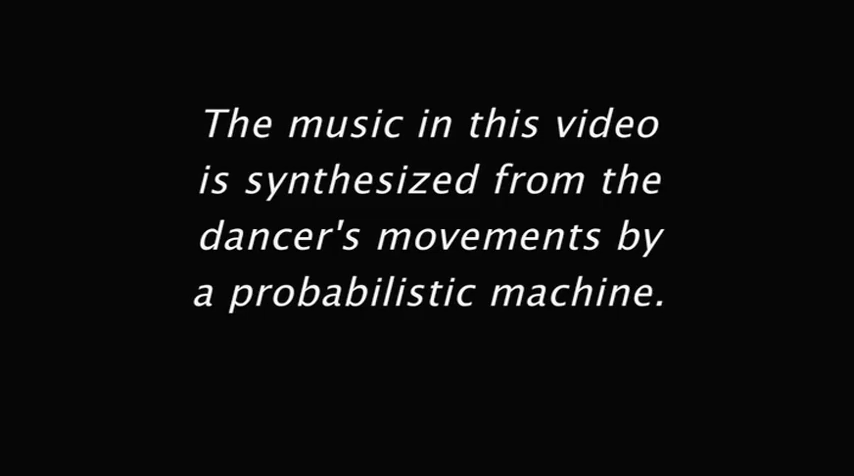 The music in this video
is synthesized from the
dancer's movements by
a probabilistic machine.